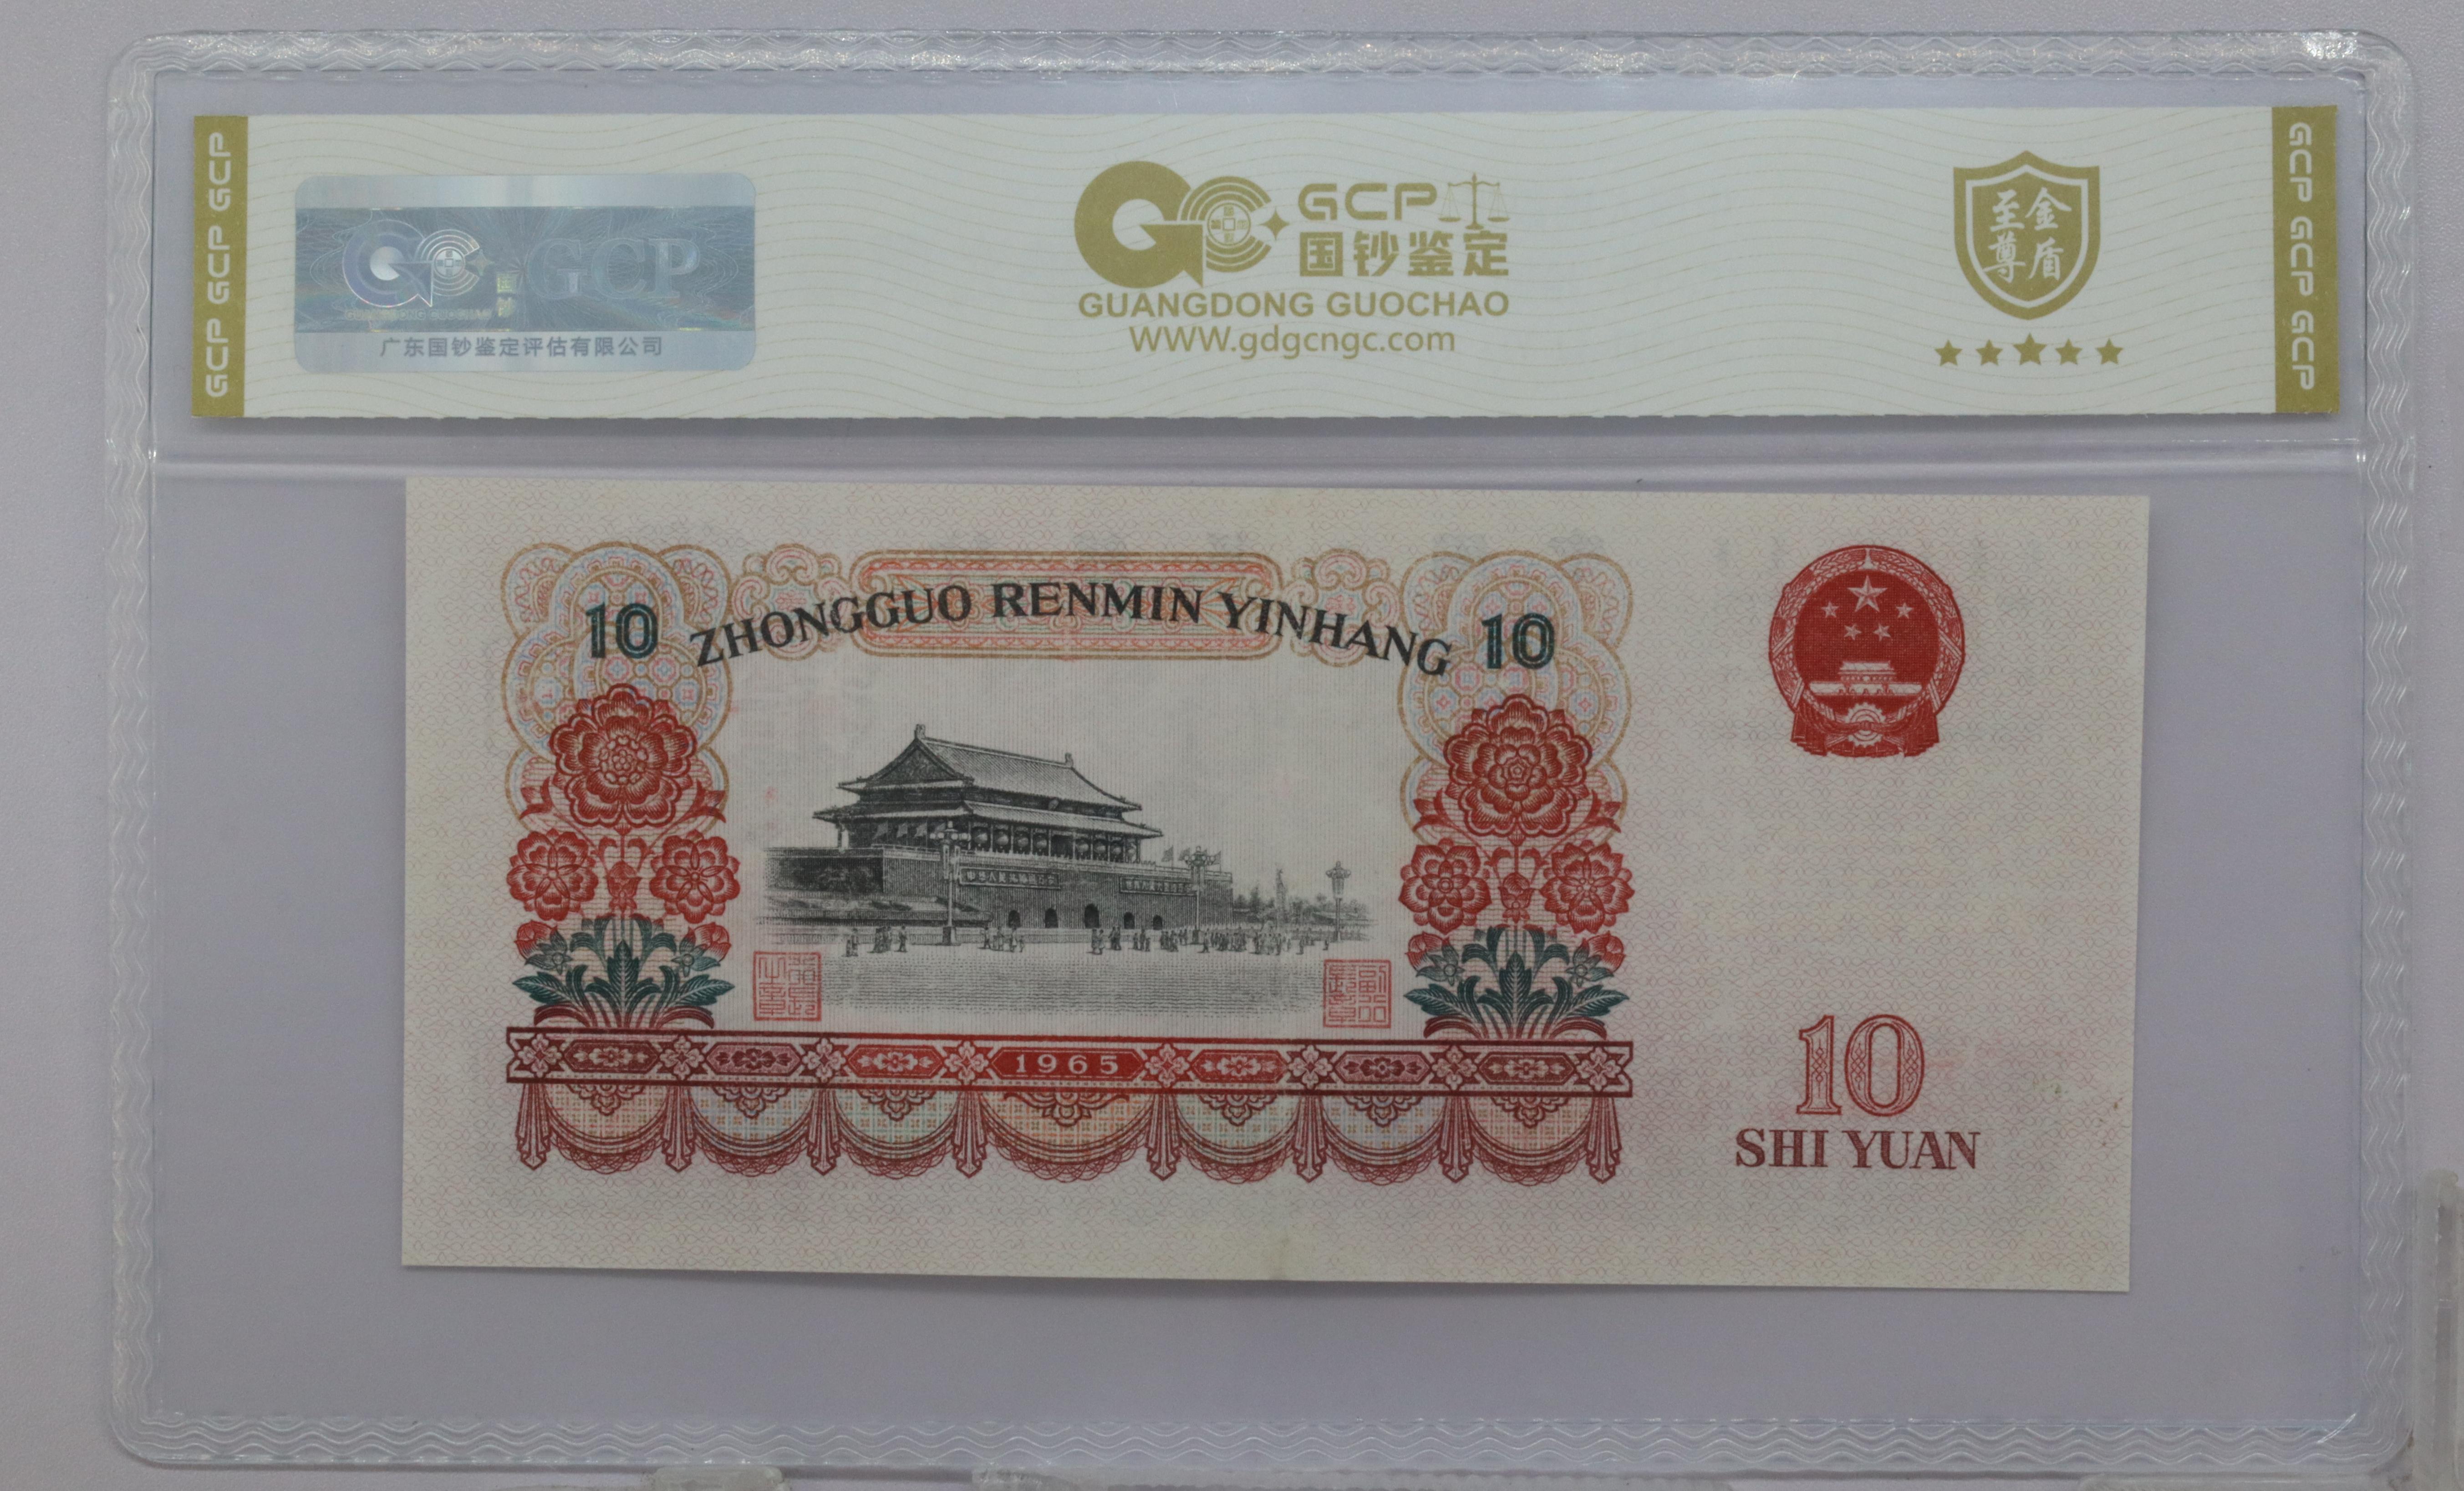 GCP GCP GCP
GCP
广东国钞鉴定评估有限公司
GCP
国钞鉴定
GUANGDONG GUOCHAO
WWW.gdgcngc.com
金盾
至尊
GCP GCP GCP
10 ZHONGGUO RENMIN YINHANG 10
1965
10
SHI YUAN